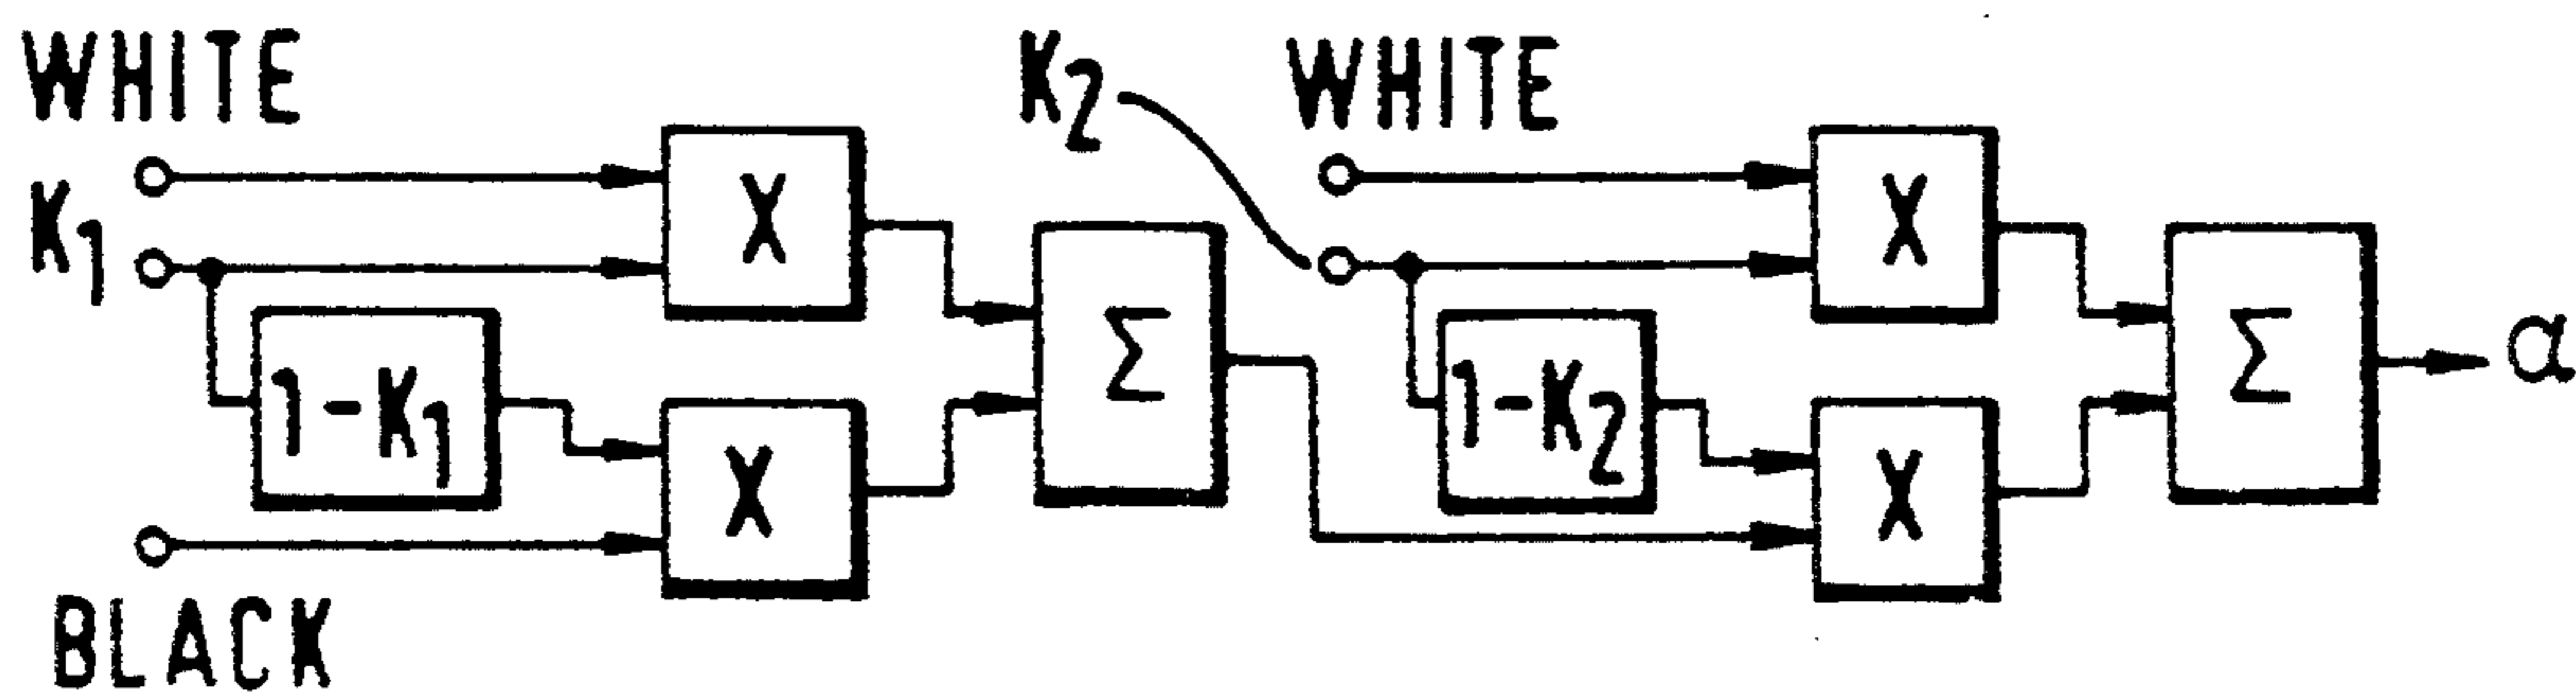 WHITE
K1
1-K1
BLACK
X
X
Σ
K2
WHITE
1-K2
X
X
Σ
α